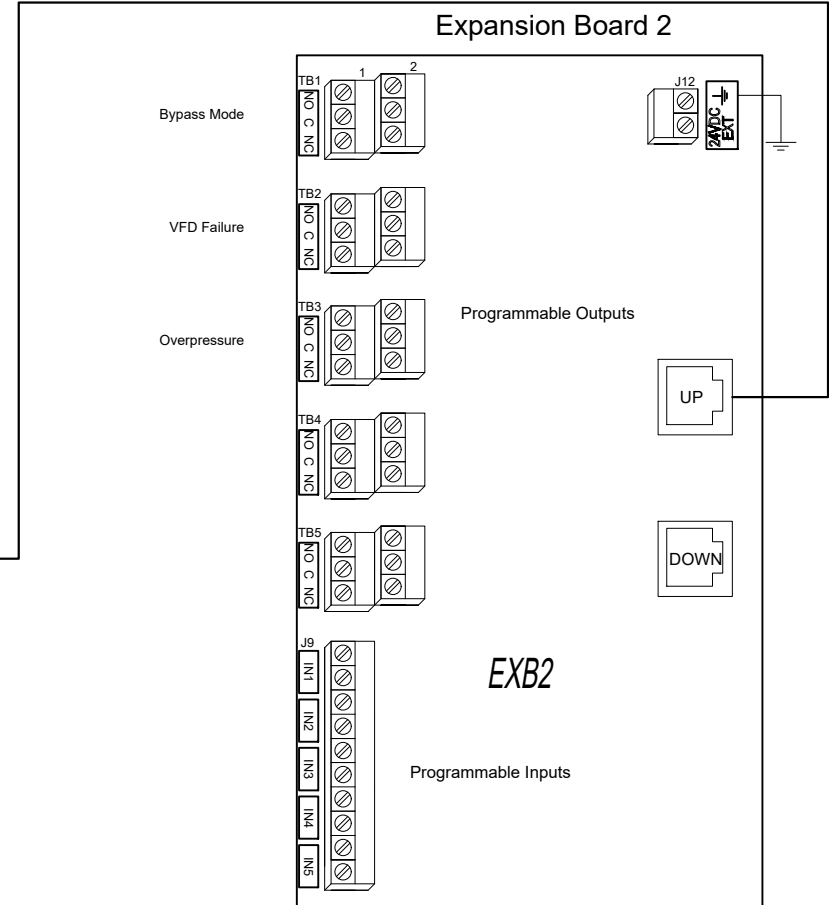 Expansion Board 2
TB1
1
2
J12
Bypass Mode
NO C NC
24VDC
EXT
TB2
VFD Failure
NO C NC
TB3
Programmable Outputs
Overpressure
NO C NC
UP
TB4
NO C NC
TB5
NO C NC
DOWN
J9
IN1
EXB2
IN2
IN3
Programmable Inputs
IN4
IN5